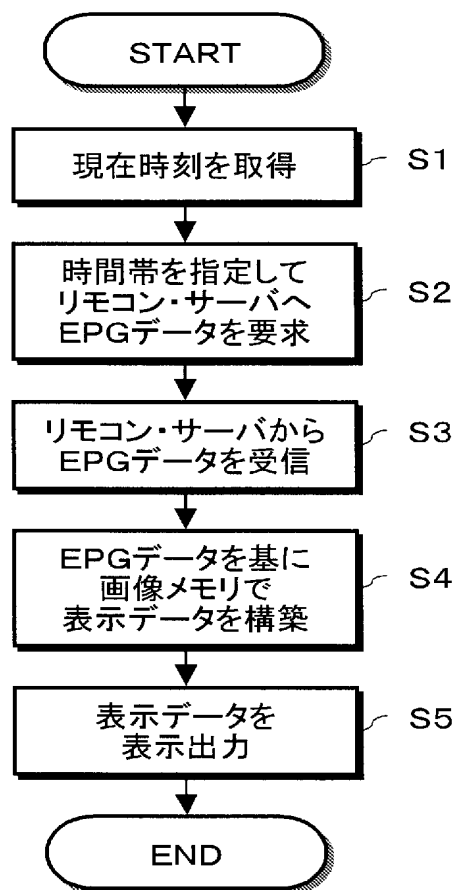 START
現在時刻を取得
S1
時間帯を指定して
リモコン・サーバへ
EPGデータを要求
S2
リモコン・サーバから
EPGデータを受信
S3
EPGデータを基に
画像メモリで
表示データを構築
S4
表示データを
表示出力
S5
END